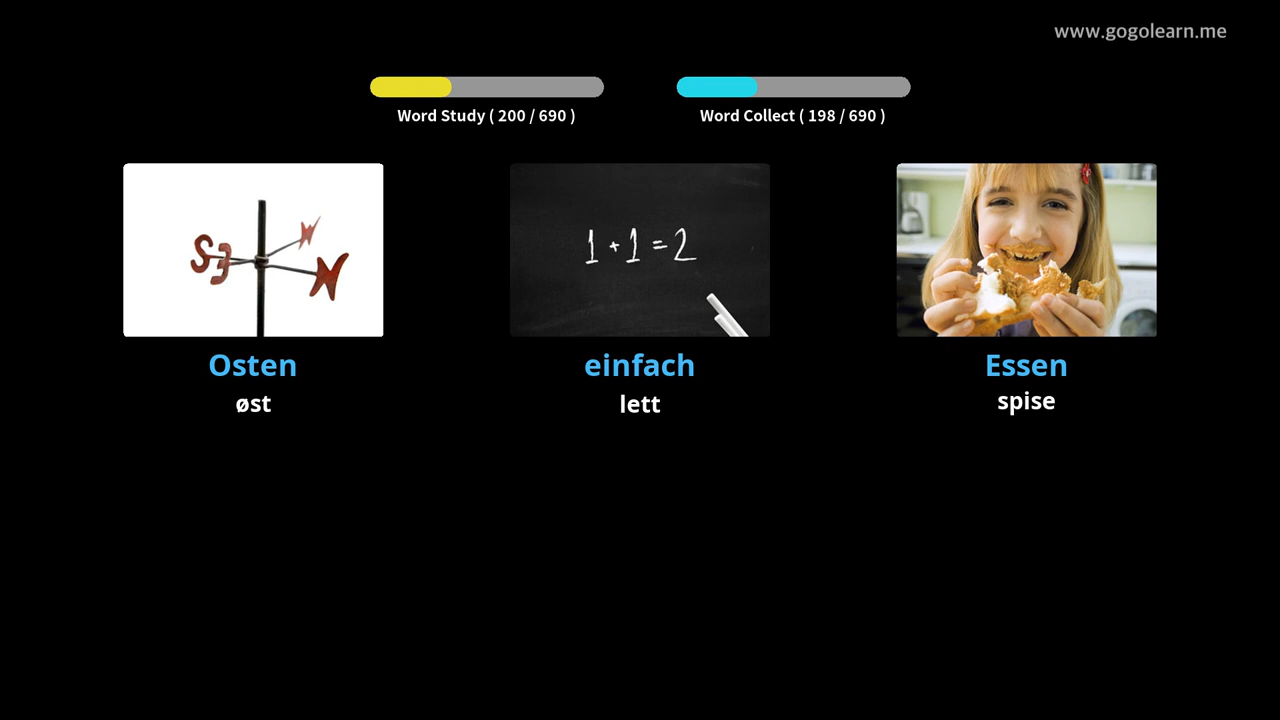 www.gogolearn.me
Word Study ( 200 / 690 )
Word Collect ( 198 / 690 )
S E N W
1 + 1 = 2
Osten
einfach
Essen
øst
lett
spise